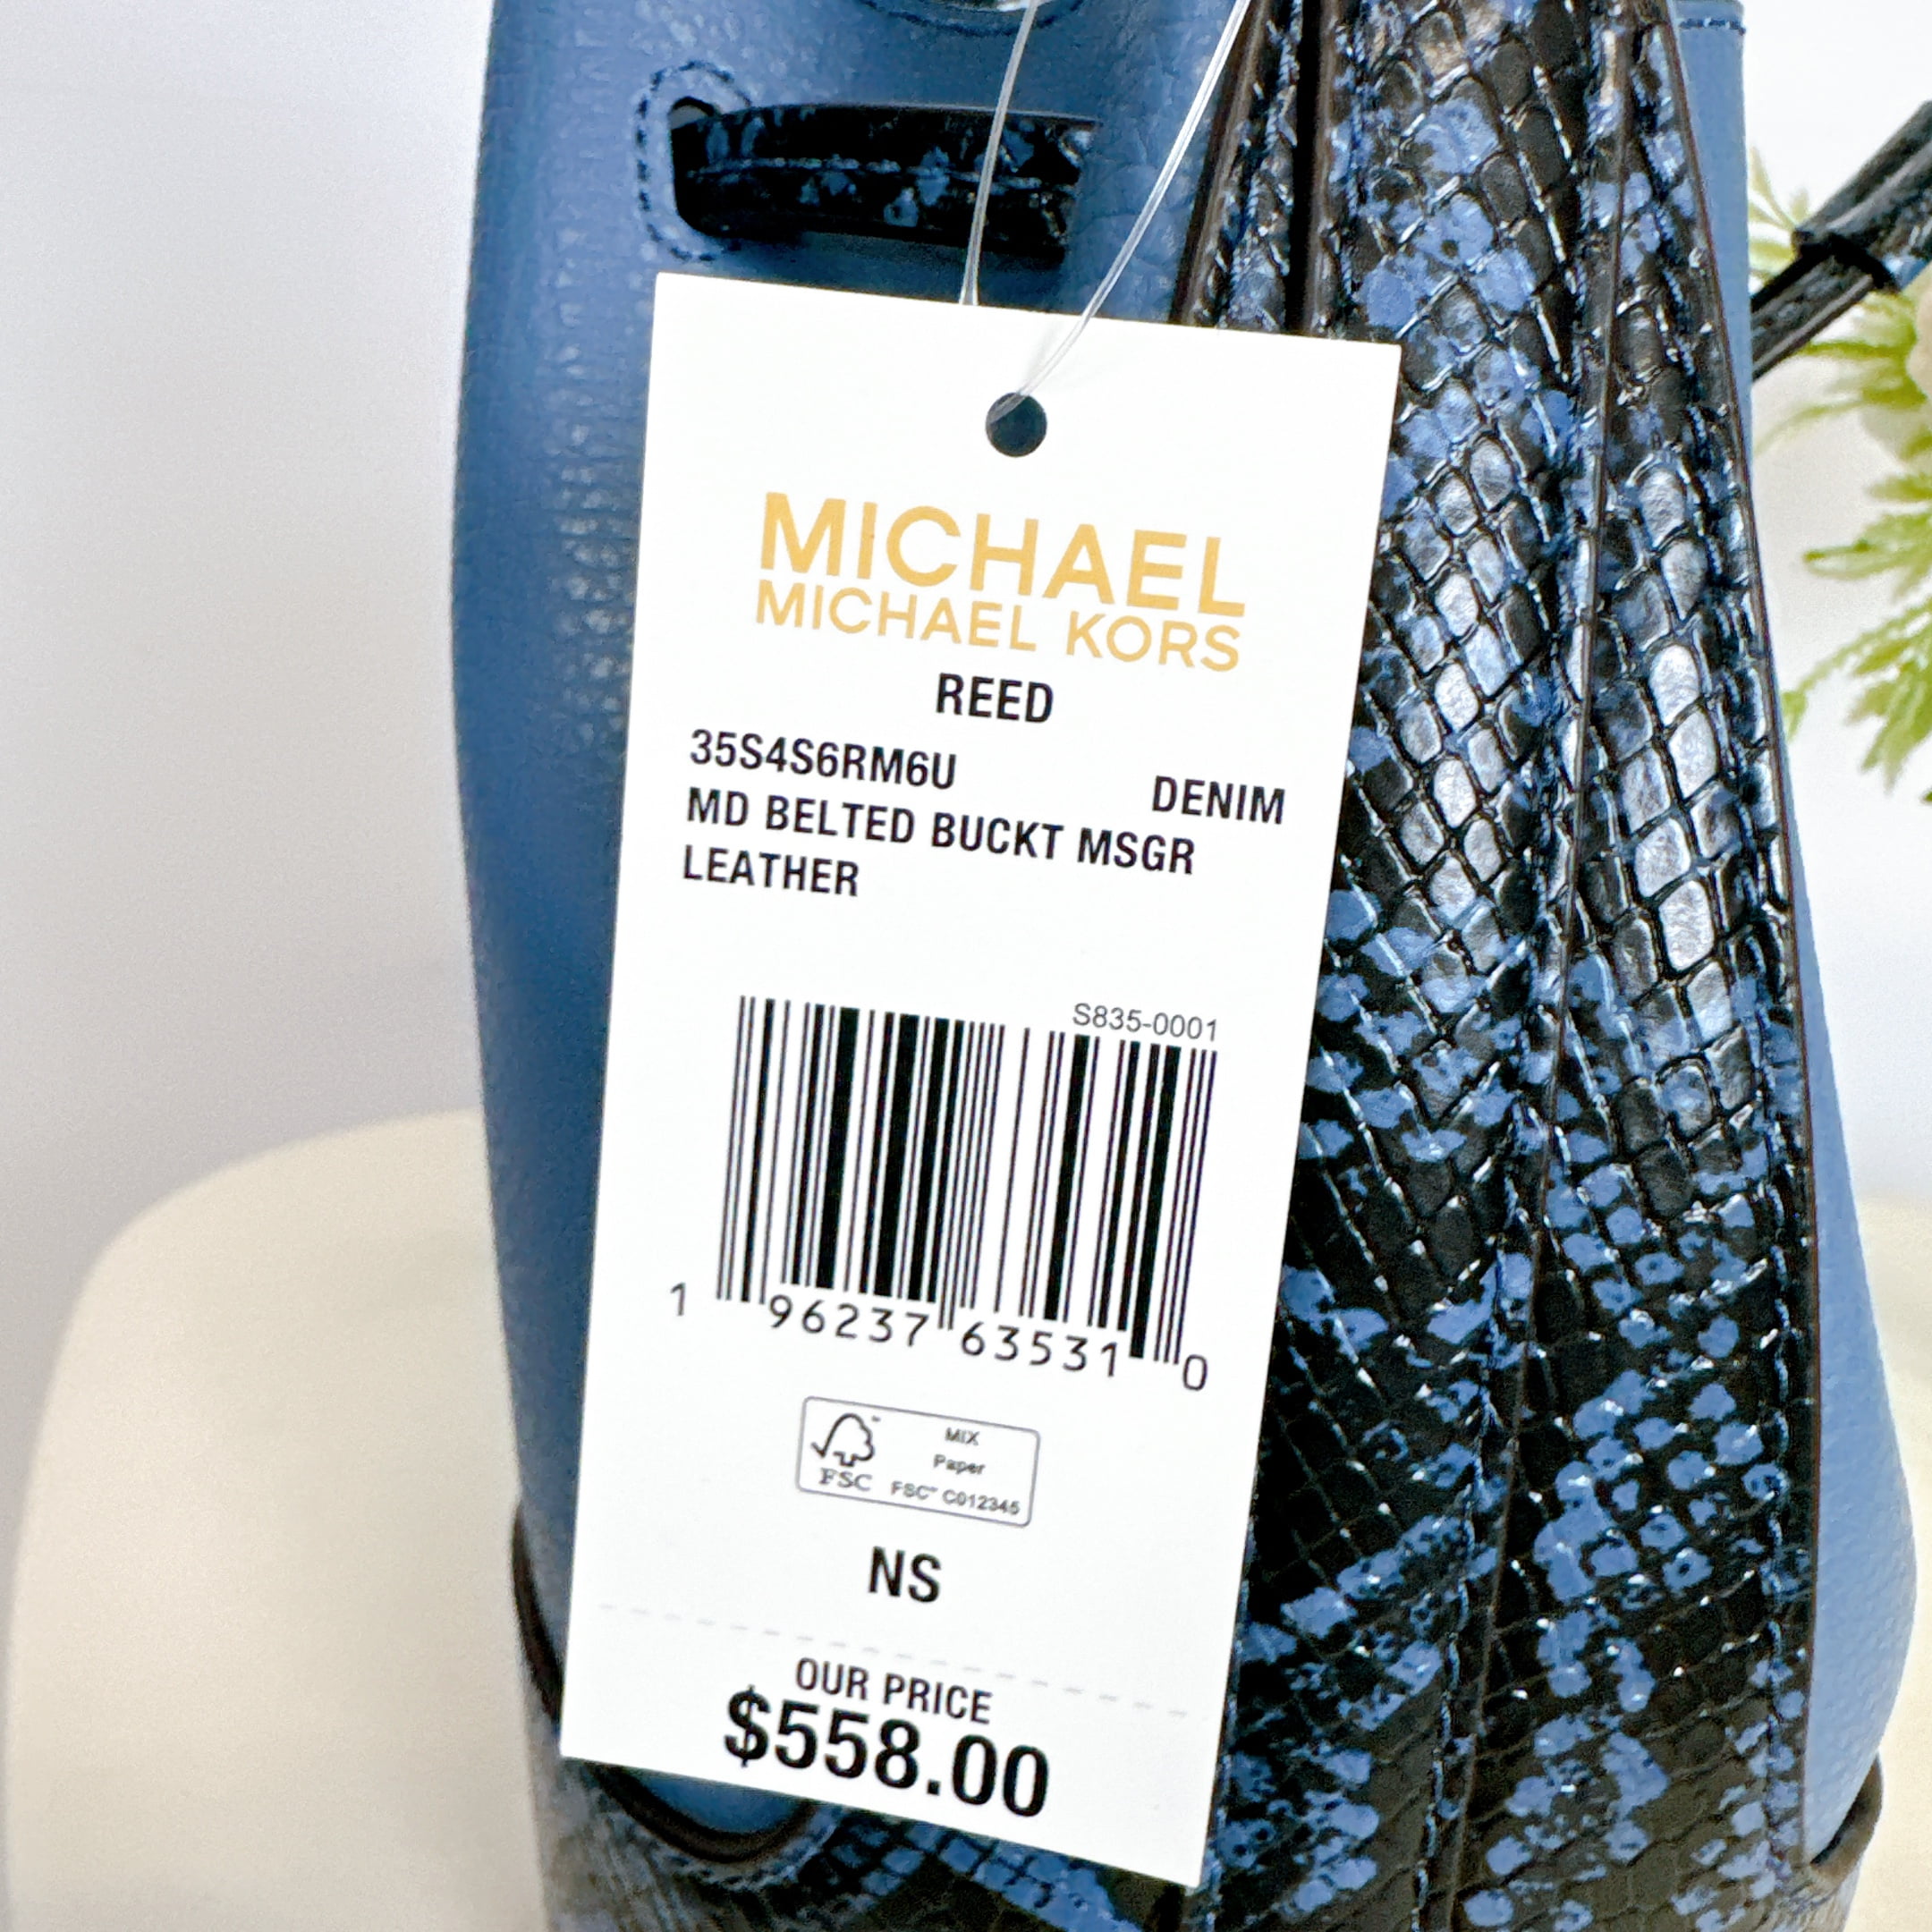 MICHAEL
MICHAEL KORS
REED
35S4S6RM6U DENIM
MD BELTED BUCKT MSGR
LEATHER
S835-0001
1 96237 63531 0
FSC
MIX
Paper
FSC™ C012345
NS
OUR PRICE
$558.00